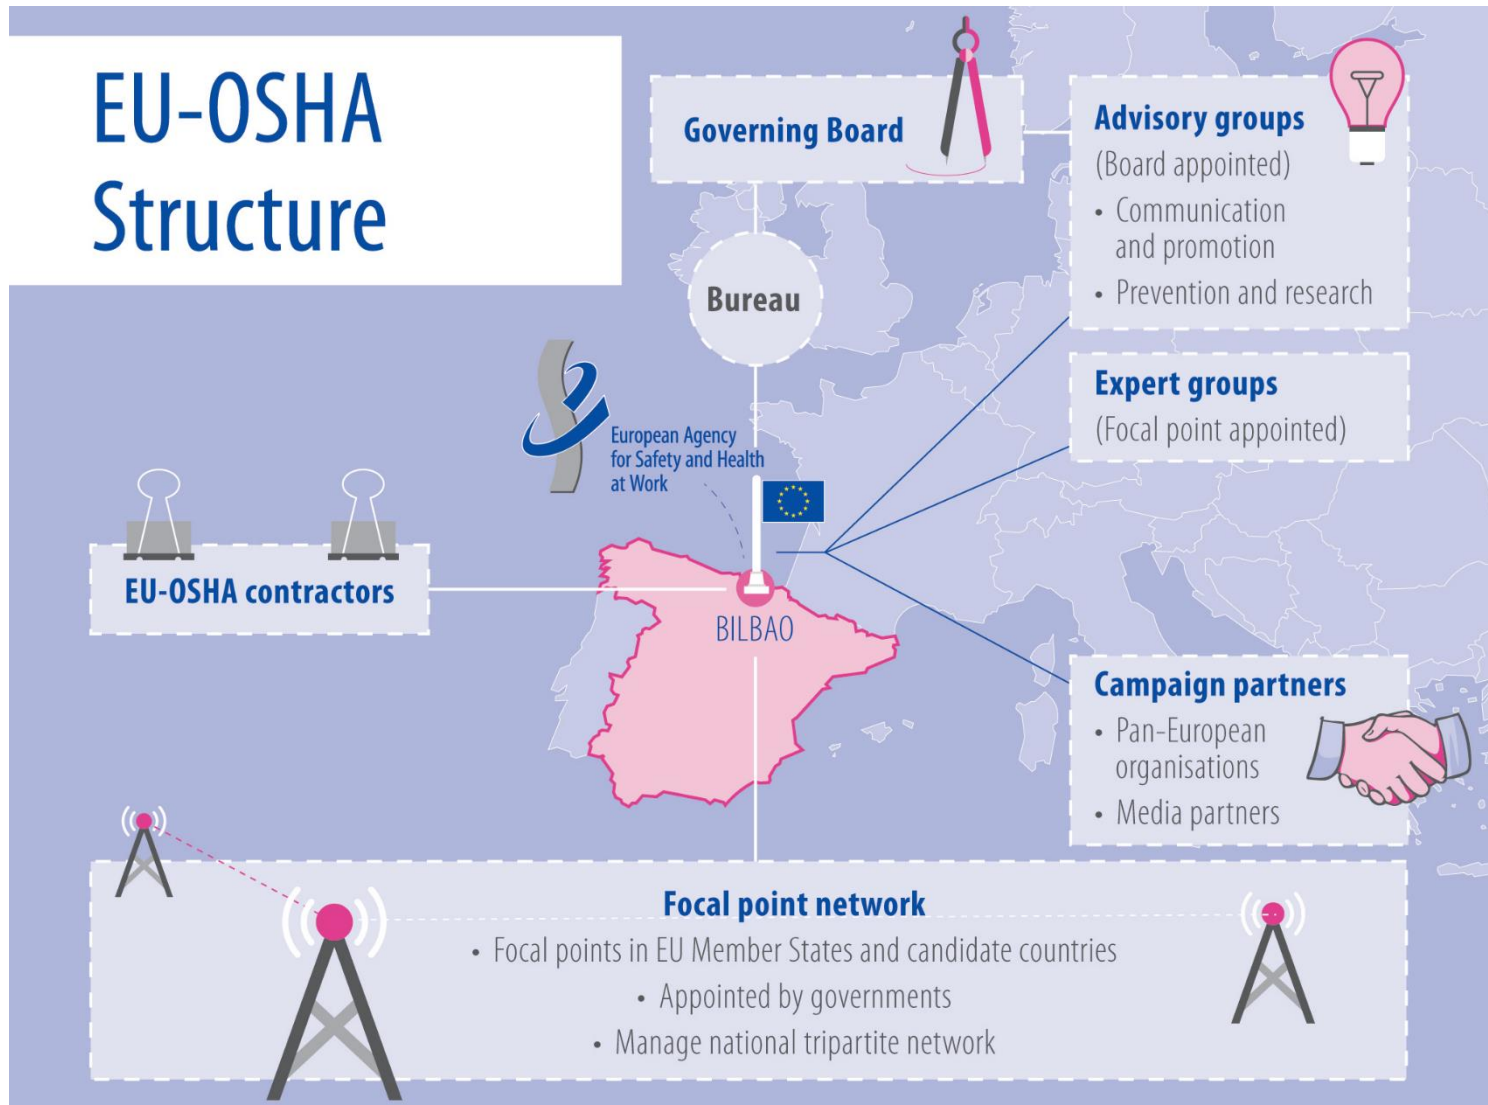 EU-OSHA
Structure
Governing Board
Advisory groups
(Board appointed)
• Communication
and promotion
• Prevention and research
Bureau
Expert groups
(Focal point appointed)
European Agency
for Safety and Health
at Work
EU-OSHA contractors
BILBAO
Campaign partners
• Pan-European
organisations
• Media partners
Focal point network
• Focal points in EU Member States and candidate countries
• Appointed by governments
• Manage national tripartite network